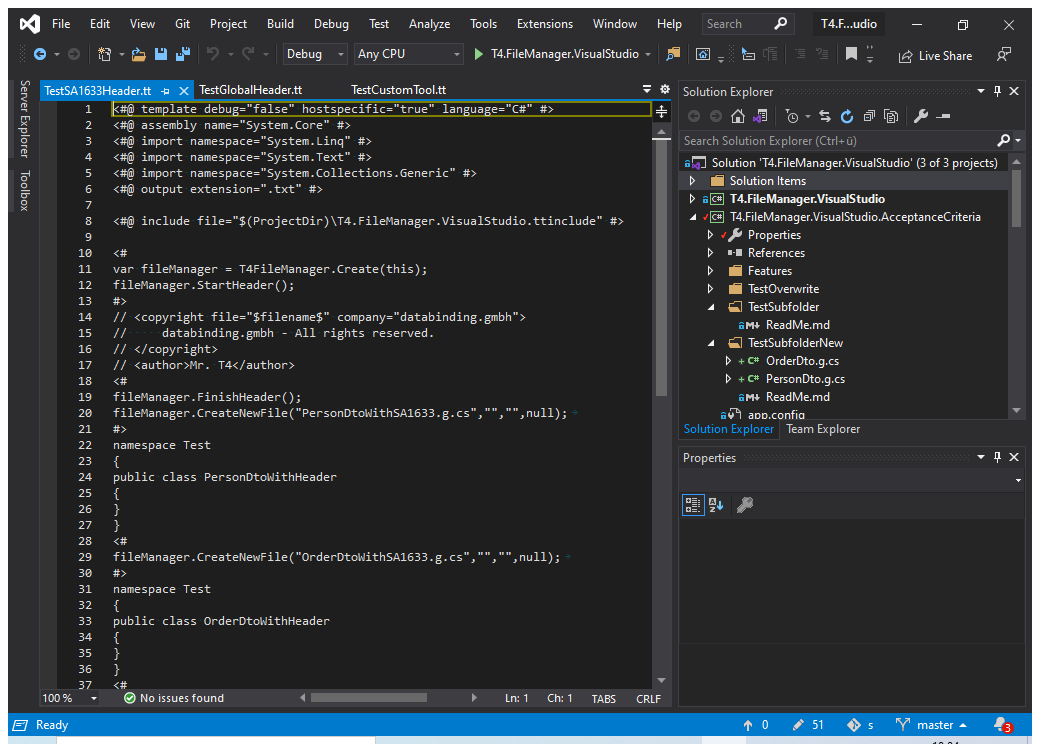 File Edit View Git Project Build Debug Test Analyze Tools Extensions Window Help Search T4.F...udio
Debug Any CPU T4.FileManager.VisualStudio Live Share
Server Explorer
Toolbox
TestSA1633Header.tt TestGlobalHeader.tt TestCustomTool.tt
1 <#@ template debug="false" hostspecific="true" language="C#" #>
2 <#@ assembly name="System.Core" #>
3 <#@ import namespace="System.Linq" #>
4 <#@ import namespace="System.Text" #>
5 <#@ import namespace="System.Collections.Generic" #>
6 <#@ output extension=".txt" #>
7
8 <#@ include file="$(ProjectDir)\T4.FileManager.VisualStudio.ttinclude" #>
9
10 <#
11 var fileManager = T4FileManager.Create(this);
12 fileManager.StartHeader();
13 #>
14 // <copyright file="$filename$" company="databinding.gmbh">
15 //     databinding.gmbh - All rights reserved.
16 // </copyright>
17 // <author>Mr. T4</author>
18 <#
19 fileManager.FinishHeader();
20 fileManager.CreateNewFile("PersonDtoWithSA1633.g.cs","","",null);
21 #>
22 namespace Test
23 {
24 public class PersonDtoWithHeader
25 {
26 }
27 }
28 <#
29 fileManager.CreateNewFile("OrderDtoWithSA1633.g.cs","","",null);
30 #>
31 namespace Test
32 {
33 public class OrderDtoWithHeader
34 {
35 }
36 }
37 <#
100 % No issues found Ln: 1 Ch: 1 TABS CRLF
Solution Explorer
Search Solution Explorer (Ctrl+ü)
Solution 'T4.FileManager.VisualStudio' (3 of 3 projects)
Solution Items
C# T4.FileManager.VisualStudio
C# T4.FileManager.VisualStudio.AcceptanceCriteria
Properties
References
Features
TestOverwrite
TestSubfolder
M↓ ReadMe.md
TestSubfolderNew
+ C# OrderDto.g.cs
+ C# PersonDto.g.cs
M↓ ReadMe.md
app.config
Solution Explorer Team Explorer
Properties
Ready 0 51 s master 3